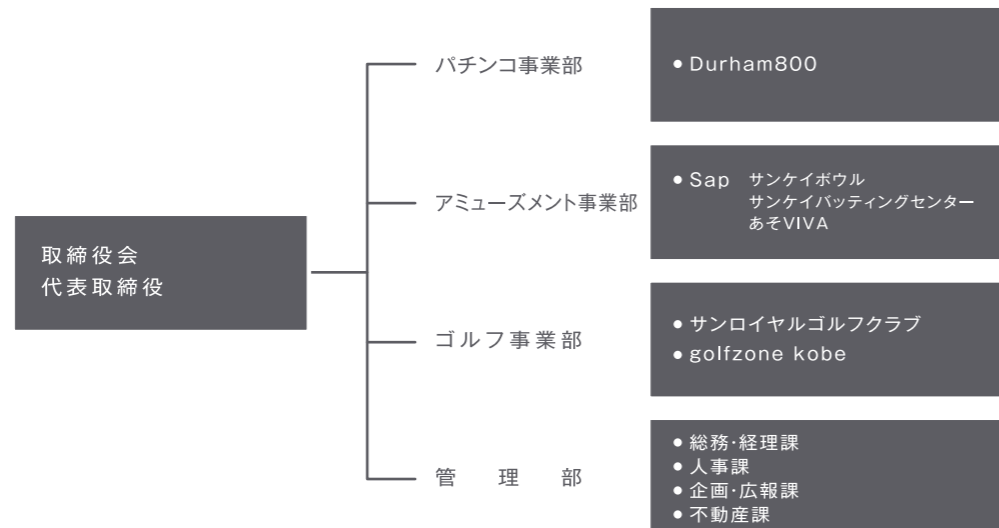 取締役会
代表取締役
パチンコ事業部
● Durham800
アミューズメント事業部
● Sap サンケイボウル
サンケイバッティングセンター
あそVIVA
ゴルフ事業部
● サンロイヤルゴルフクラブ
● golfzone kobe
管理部
● 総務・経理課
● 人事課
● 企画・広報課
● 不動産課